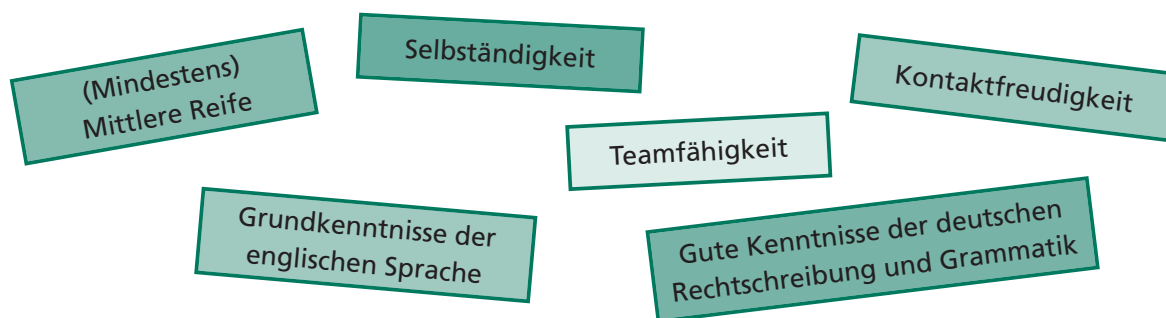 (Mindestens)
Mittlere Reife
Selbständigkeit
Kontaktfreudigkeit
Teamfähigkeit
Grundkenntnisse der
englischen Sprache
Gute Kenntnisse der deutschen
Rechtschreibung und Grammatik